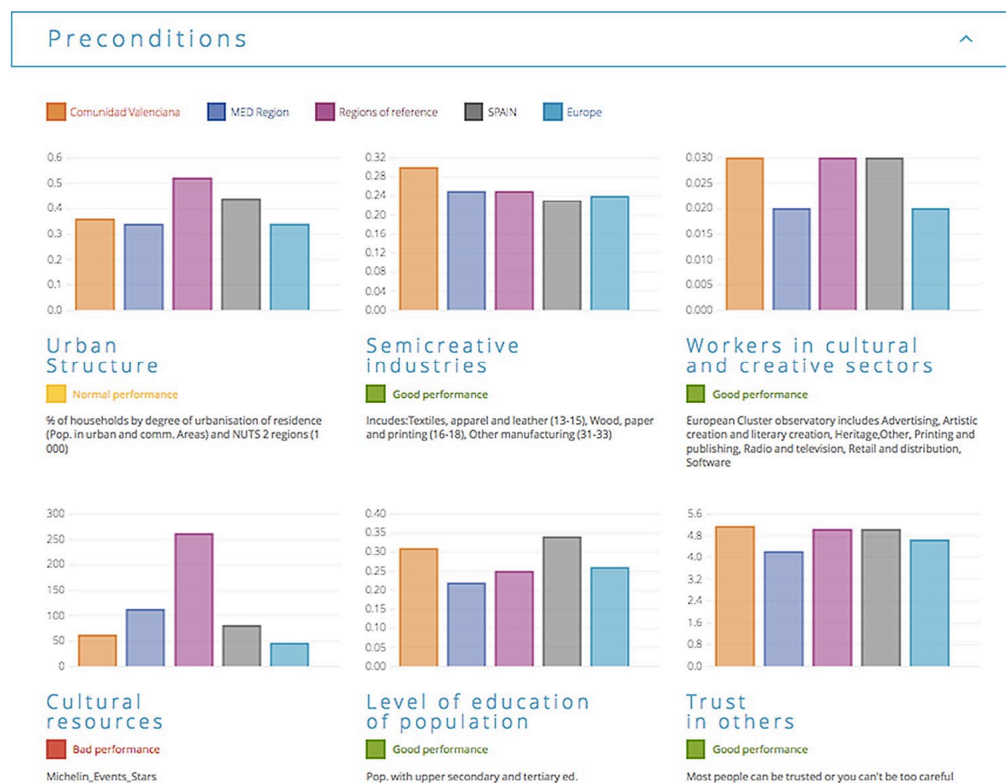 Preconditions
Comunidad Valenciana MED Region Regions of reference SPAIN Europe
0.6
0.5
0.4
0.3
0.2
0.1
0.0
Urban
Structure
Normal performance
% of households by degree of urbanisation of residence
(Pop. in urban and comm. Areas) and NUTS 2 regions (1
000)
0.32
0.28
0.24
0.20
0.16
0.12
0.08
0.04
0.00
Semicreative
industries
Good performance
Incudes:Textiles, apparel and leather (13-15), Wood, paper
and printing (16-18), Other manufacturing (31-33)
0.030
0.025
0.020
0.015
0.010
0.005
0.000
Workers in cultural
and creative sectors
Good performance
European Cluster observatory includes Advertising, Artistic
creation and literary creation, Heritage,Other, Printing and
publishing, Radio and television, Retail and distribution,
Software
300
250
200
150
100
50
0
Cultural
resources
Bad performance
Michelin_Events_Stars
0.40
0.35
0.30
0.25
0.20
0.15
0.10
0.05
0.00
Level of education
of population
Good performance
Pop. with upper secondary and tertiary ed.
5.6
4.8
4.0
3.2
2.4
1.6
0.8
0.0
Trust
in others
Good performance
Most people can be trusted or you can't be too careful